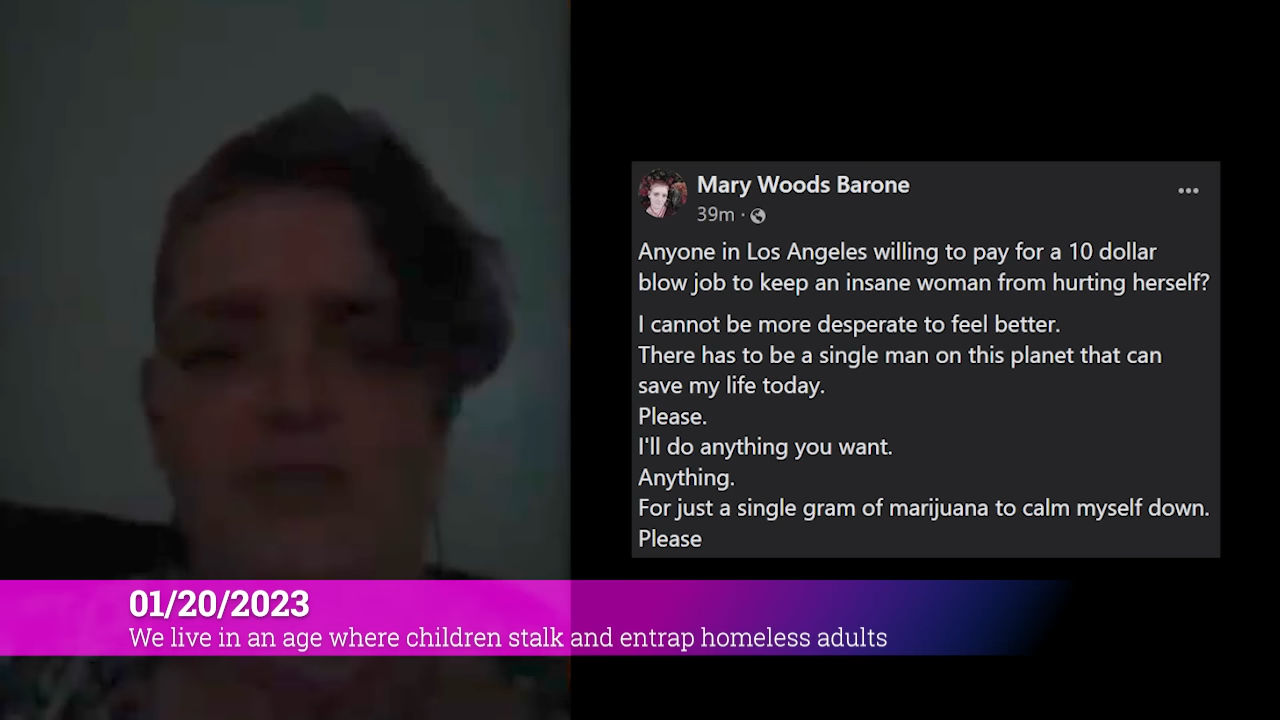 Mary Woods Barone
39m ·
Anyone in Los Angeles willing to pay for a 10 dollar
blow job to keep an insane woman from hurting herself?
I cannot be more desperate to feel better.
There has to be a single man on this planet that can
save my life today.
Please.
I'll do anything you want.
Anything.
For just a single gram of marijuana to calm myself down.
Please
01/20/2023
We live in an age where children stalk and entrap homeless adults